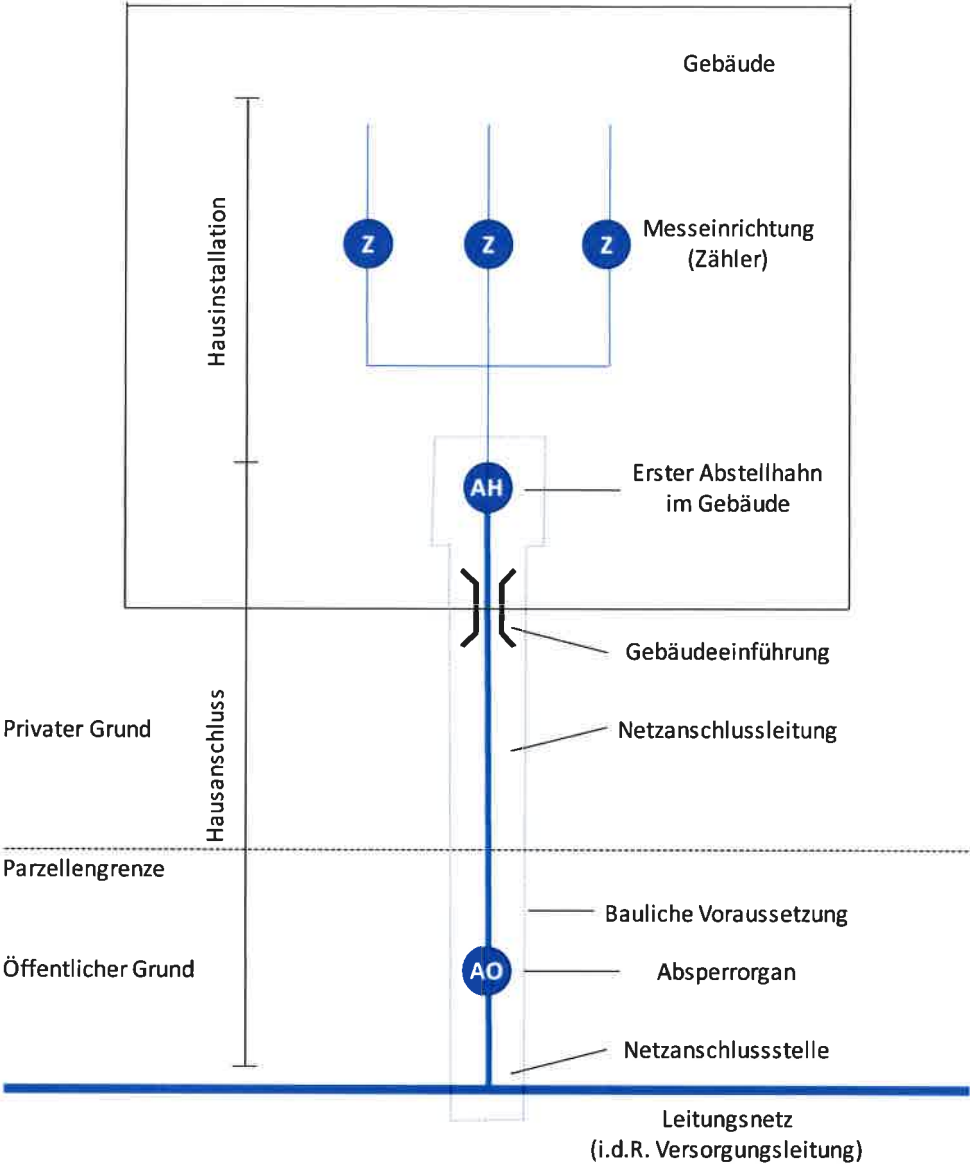 Gebäude
Hausinstallation
Z
Z
Z
Messeinrichtung
(Zähler)
AH
Erster Abstellhahn
im Gebäude
Gebäudeeinführung
Privater Grund
Hausanschluss
Netzanschlussleitung
Parzellengrenze
Bauliche Voraussetzung
Öffentlicher Grund
AO
Absperrorgan
Netzanschlussstelle
Leitungsnetz
(i.d.R. Versorgungsleitung)